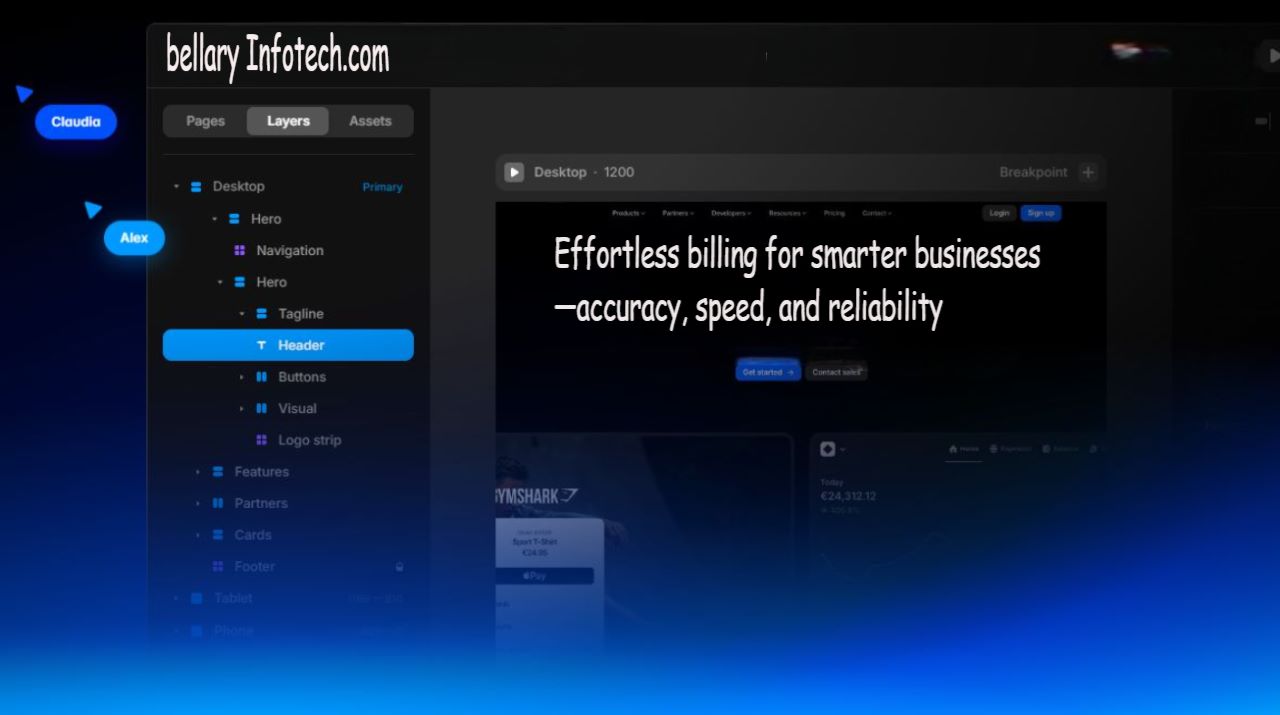 bellary Infotech.com
Claudia
Pages Layers Assets
Desktop · 1200
Breakpoint
Desktop Primary
Alex
Hero
Navigation
Hero
Tagline
Header
Buttons
Visual
Logo strip
Features
Partners
Cards
Footer
Tablet
Phone
Products Partners Developers Resources Pricing Contact Login Sign up
Effortless billing for smarter businesses
—accuracy, speed, and reliability
Get started → Contact sales
GYMSHARK
Sport T-Shirt
€24.95
Pay
Home
Today
€24,312.12